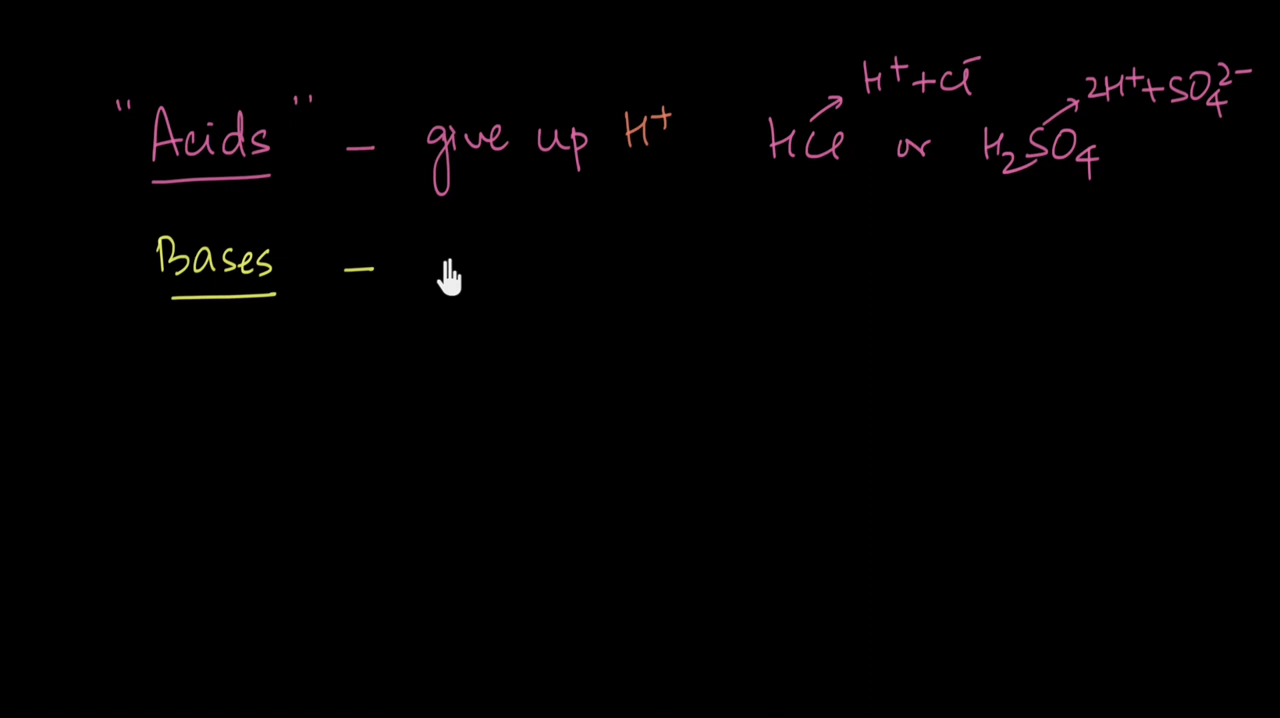 H⁺ + Cl⁻ 2H⁺ + SO₄²⁻
"Acids" – give up H⁺ HCl or H₂SO₄
Bases –